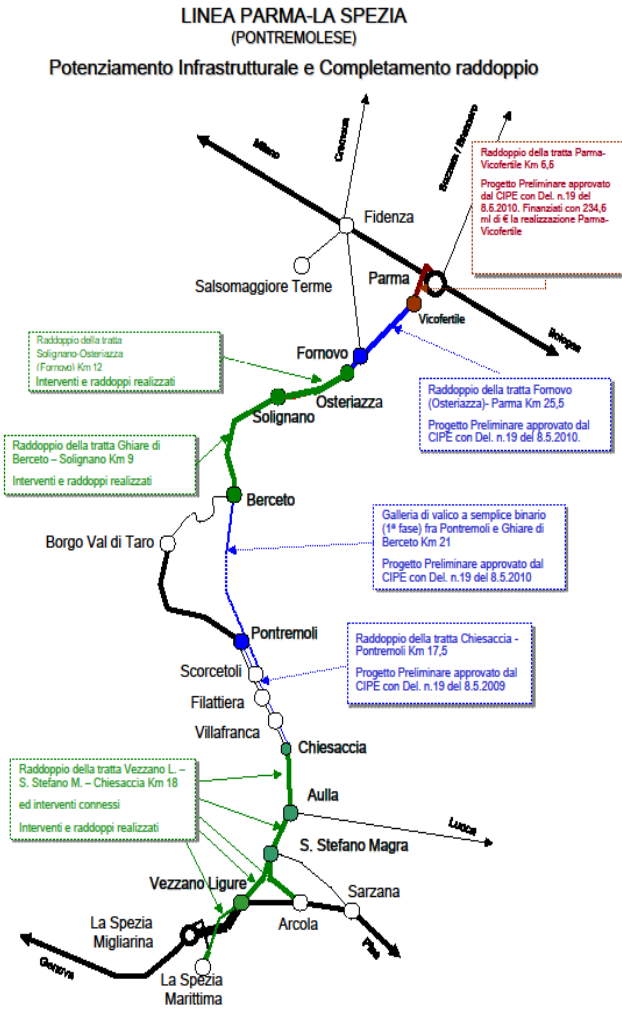 LINEA PARMA-LA SPEZIA
(PONTREMOLESE)
Potenziamento Infrastrutturale e Completamento raddoppio
Milano
Cremona
Suzzara / Brennero
Raddoppio della tratta Parma-
Vicofertile Km 6,5
Progetto Preliminare approvato
dal CIPE con Del. n.19 del
8.5.2010. Finanziati con 234,6
ml di € la realizzazione Parma-
Vicofertile
Fidenza
Salsomaggiore Terme
Parma
Vicofertile
Bologna
Fornovo
Raddoppio della tratta
Solignano-Osteriazza
(Fornovo) Km 12
Interventi e raddoppi realizzati
Osteriazza
Solignano
Raddoppio della tratta Fornovo
(Osteriazza)- Parma Km 25,5
Progetto Preliminare approvato dal
CIPE con Del. n.19 del 8.5.2010.
Raddoppio della tratta Ghiare di
Berceto – Solignano Km 9
Interventi e raddoppi realizzati
Berceto
Galleria di valico a semplice binario
(1ª fase) fra Pontremoli e Ghiare di
Berceto Km 21
Progetto Preliminare approvato dal
CIPE con Del. n.19 del 8.5.2010
Borgo Val di Taro
Pontremoli
Raddoppio della tratta Chiesaccia -
Pontremoli Km 17,5
Progetto Preliminare approvato dal
CIPE con Del. n.19 del 8.5.2009
Scorcetoli
Filattiera
Villafranca
Chiesaccia
Raddoppio della tratta Vezzano L. –
S. Stefano M. – Chiesaccia Km 18
ed interventi connessi
Interventi e raddoppi realizzati
Aulla
Lucca
S. Stefano Magra
Vezzano Ligure
Sarzana
Arcola
La Spezia
Migliarina
Pisa
Genova
La Spezia
Marittima